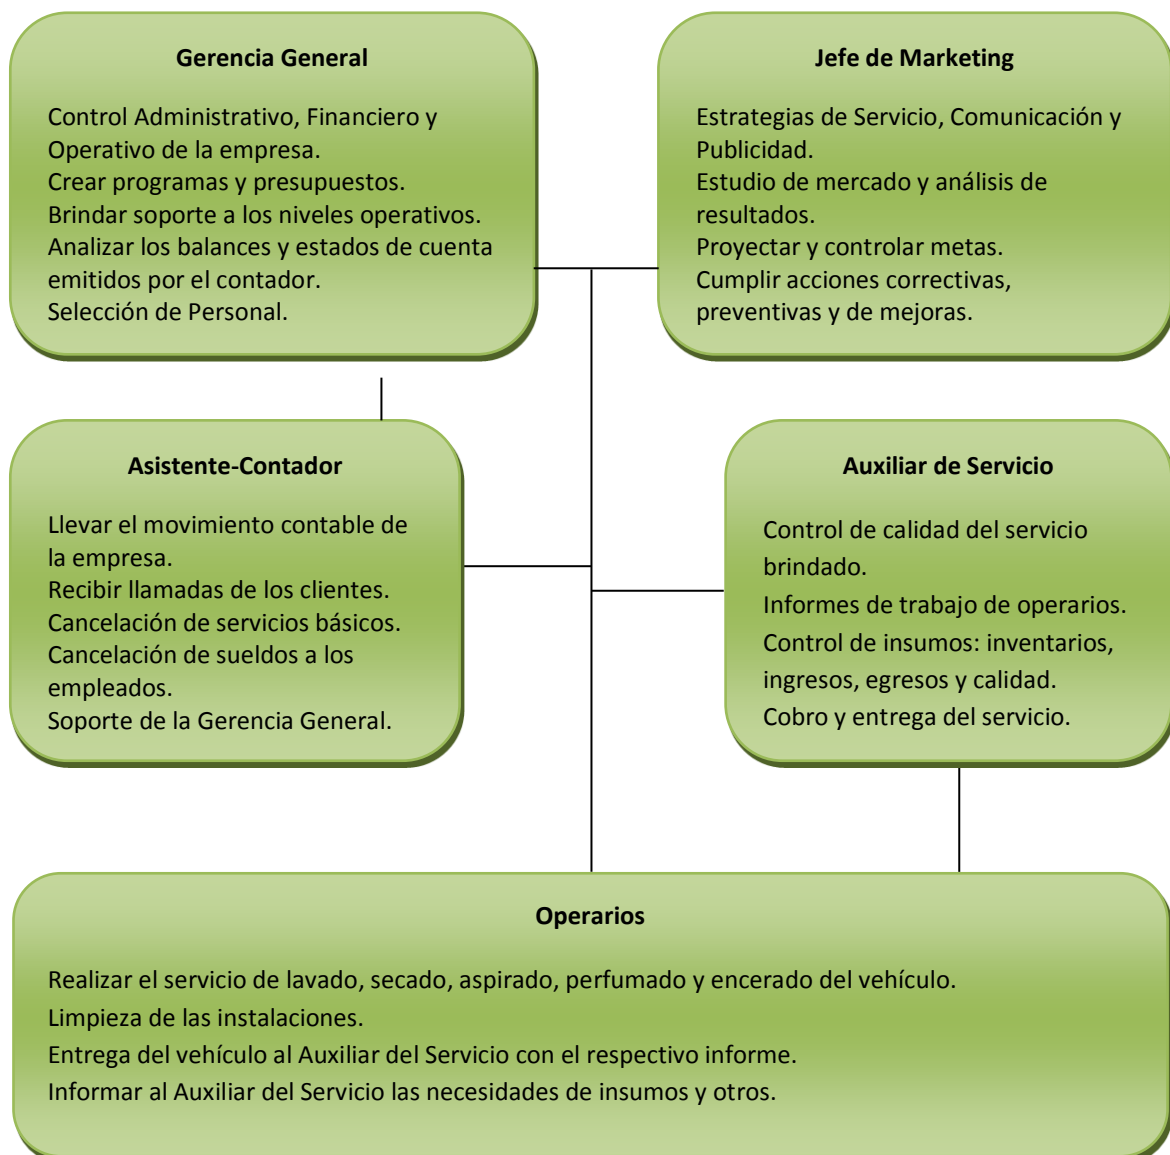 Gerencia General
Control Administrativo, Financiero y
Operativo de la empresa.
Crear programas y presupuestos.
Brindar soporte a los niveles operativos.
Analizar los balances y estados de cuenta
emitidos por el contador.
Selección de Personal.
Jefe de Marketing
Estrategias de Servicio, Comunicación y
Publicidad.
Estudio de mercado y análisis de
resultados.
Proyectar y controlar metas.
Cumplir acciones correctivas,
preventivas y de mejoras.
Asistente-Contador
Llevar el movimiento contable de
la empresa.
Recibir llamadas de los clientes.
Cancelación de servicios básicos.
Cancelación de sueldos a los
empleados.
Soporte de la Gerencia General.
Auxiliar de Servicio
Control de calidad del servicio
brindado.
Informes de trabajo de operarios.
Control de insumos: inventarios,
ingresos, egresos y calidad.
Cobro y entrega del servicio.
Operarios
Realizar el servicio de lavado, secado, aspirado, perfumado y encerado del vehículo.
Limpieza de las instalaciones.
Entrega del vehículo al Auxiliar del Servicio con el respectivo informe.
Informar al Auxiliar del Servicio las necesidades de insumos y otros.